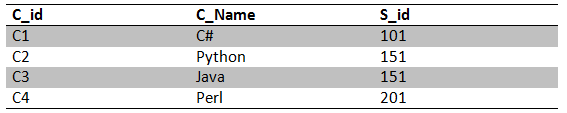 C_id C_Name S_id
C1 C# 101
C2 Python 151
C3 Java 151
C4 Perl 201